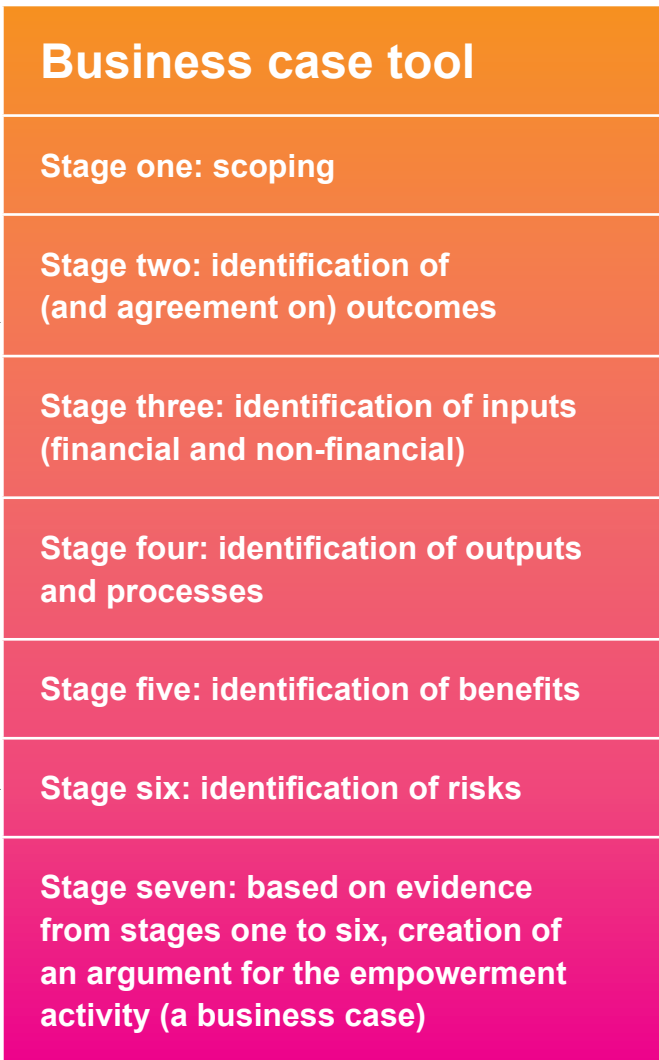 Business case tool
Stage one: scoping
Stage two: identification of
(and agreement on) outcomes
Stage three: identification of inputs
(financial and non-financial)
Stage four: identification of outputs
and processes
Stage five: identification of benefits
Stage six: identification of risks
Stage seven: based on evidence
from stages one to six, creation of
an argument for the empowerment
activity (a business case)